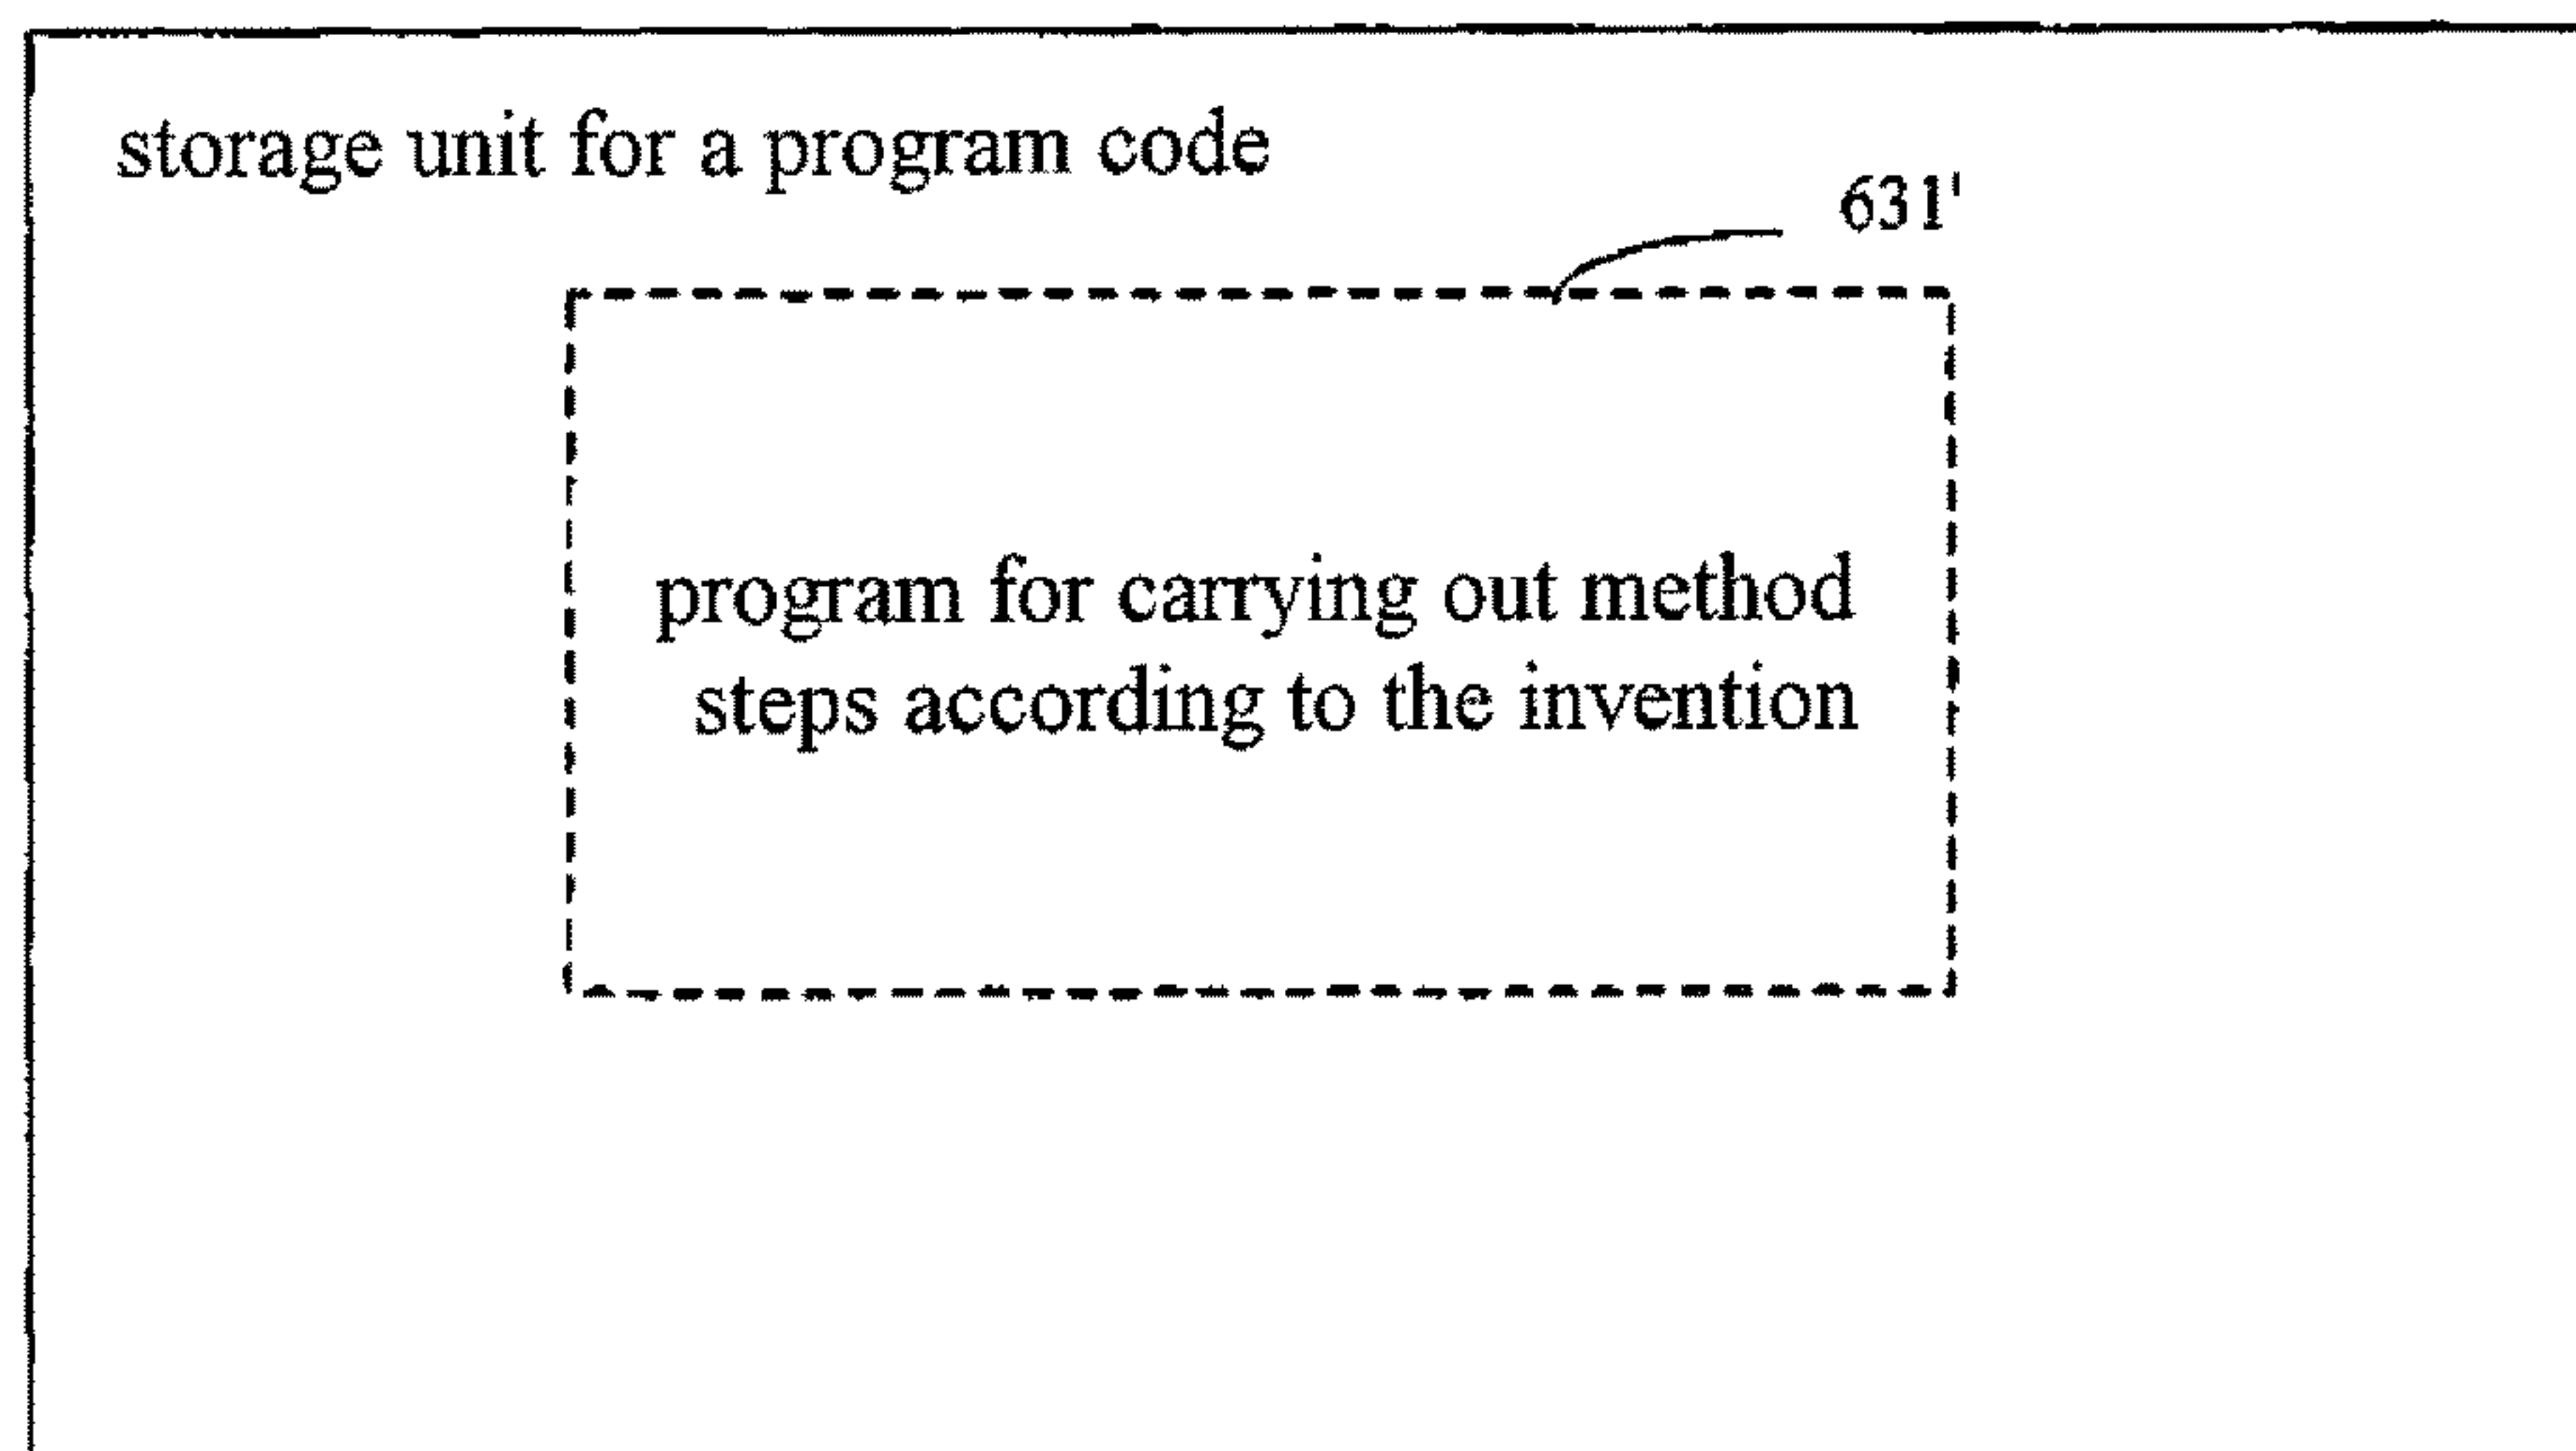 storage unit for a program code
631'
program for carrying out method
steps according to the invention